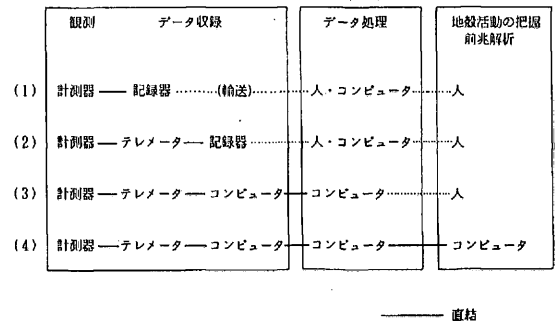 観測 データ収録 データ処理 地殻活動の把握
前兆解析
(1) 計測器 記録器 (輸送) 人・コンピュータ 人
(2) 計測器 テレメータ 記録器 人・コンピュータ 人
(3) 計測器 テレメータ コンピュータ コンピュータ 人
(4) 計測器 テレメータ コンピュータ コンピュータ コンピュータ
直結